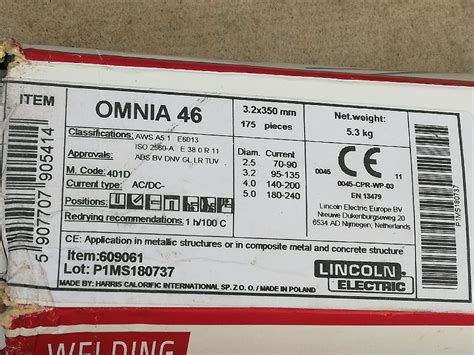 ITEM
OMNIA 46
3.2x350 mm
175 pieces
Net.weight:
5.3 kg
Classifications: AWS A5.1 E6013
ISO 2560-A E 38 0 R 11
Approvals: ABS BV DNV GL LR TUV
M. Code: 401D
Current type: AC/DC-
Positions:
Redrying recommendations: 1 h/100 C
Diam. Current
2.5 70-90
3.2 95-135
4.0 140-200
5.0 180-240
CE
0045 11
0045-CPR-WP-03
EN 13479
Lincoln Electric Europe BV
Nieuwe Dukenburgseweg 20
6534 AD Nijmegen; Netherlands
CE: Application in metallic structures or in composite metal and concrete structure
Item:609061
Lot: P1MS180737
MADE BY: HARRIS CALORIFIC INTERNATIONAL SP. Z O. O. / MADE IN POLAND
LINCOLN
ELECTRIC
5 907707 905414
P1MS180737
WELDING